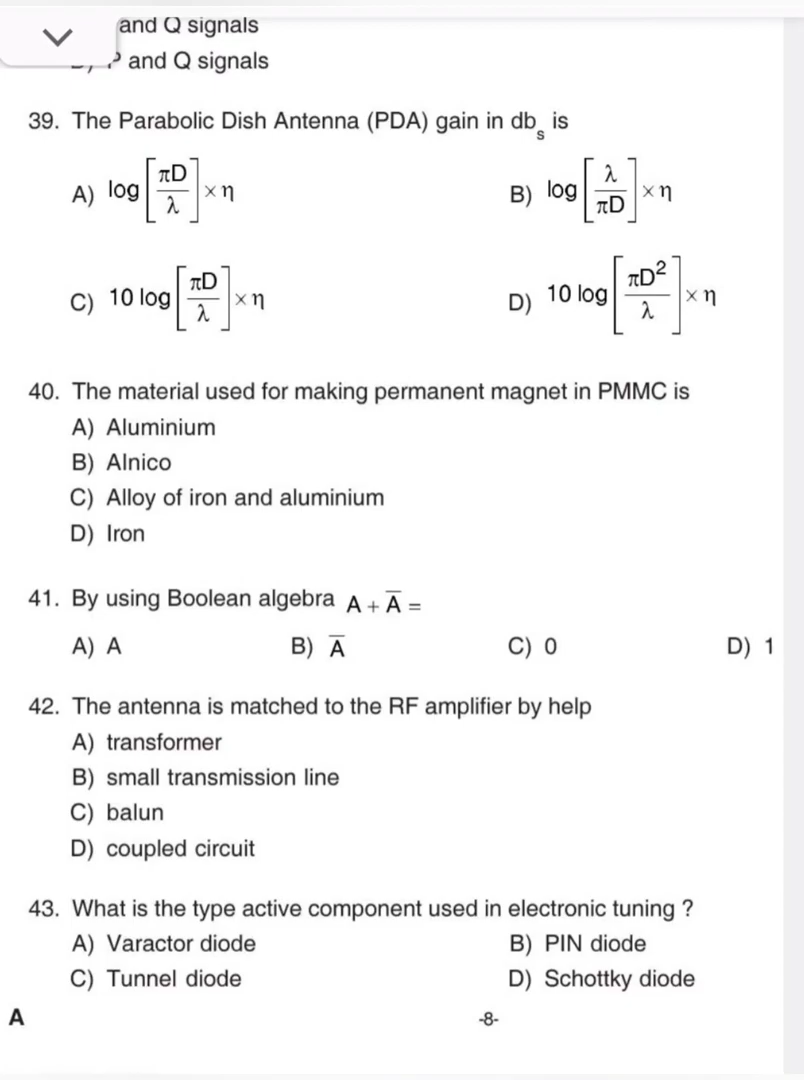 and Q signals
P and Q signals
39. The Parabolic Dish Antenna (PDA) gain in db_s is
A) log[πD/λ] × η
B) log[λ/πD] × η
C) 10 log[πD/λ] × η
D) 10 log[πD²/λ] × η
40. The material used for making permanent magnet in PMMC is
A) Aluminium
B) Alnico
C) Alloy of iron and aluminium
D) Iron
41. By using Boolean algebra A + A̅ =
A) A B) A̅ C) 0 D) 1
42. The antenna is matched to the RF amplifier by help
A) transformer
B) small transmission line
C) balun
D) coupled circuit
43. What is the type active component used in electronic tuning ?
A) Varactor diode B) PIN diode
C) Tunnel diode D) Schottky diode
A -8-